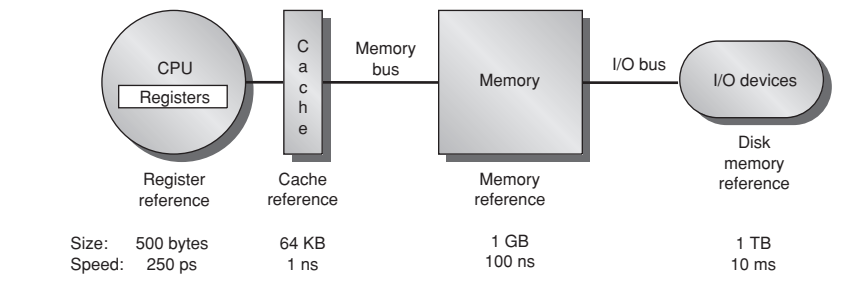 CPU
Registers
Cache
Memory
bus
Memory
I/O bus
I/O devices
Register
reference
Cache
reference
Memory
reference
Disk
memory
reference
Size: 500 bytes 64 KB 1 GB 1 TB
Speed: 250 ps 1 ns 100 ns 10 ms